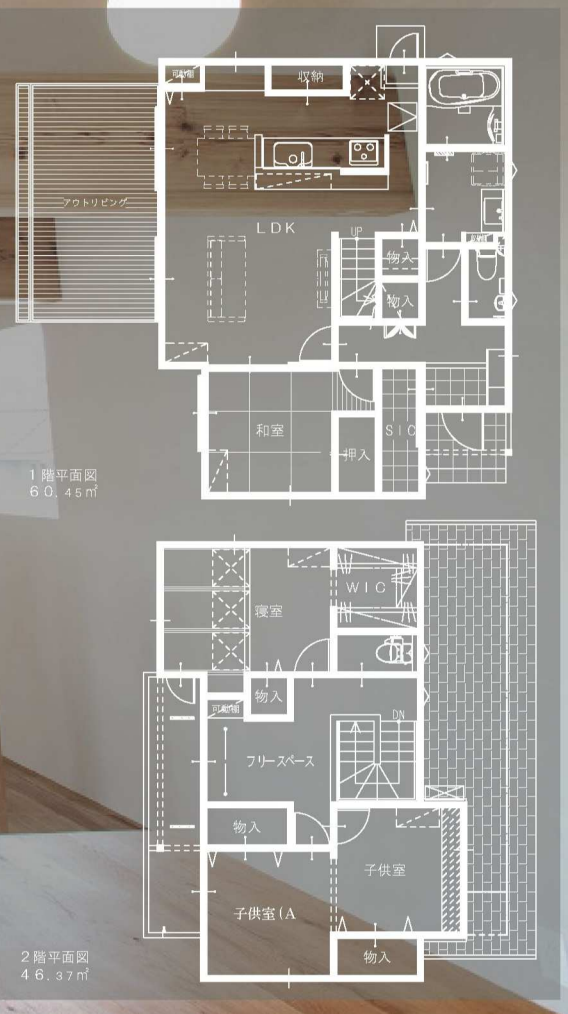 可動棚
収納
アウトリビング
LDK
UP
物入
物入
可動棚
和室
押入
SIC
1階平面図
60.45㎡
WIC
寝室
物入
可動棚
DN
フリースペース
物入
子供室
子供室(A
物入
2階平面図
46.37㎡